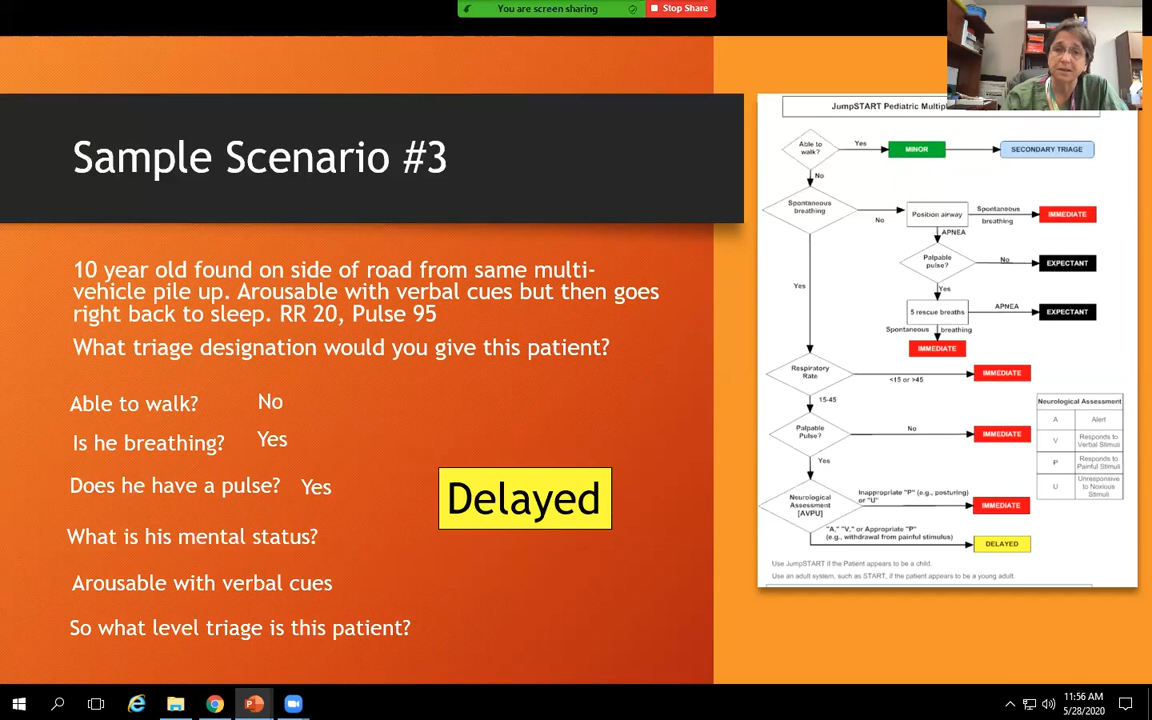 You are screen sharing
Stop Share
Sample Scenario #3
10 year old found on side of road from same multi-
vehicle pile up. Arousable with verbal cues but then goes
right back to sleep. RR 20, Pulse 95
What triage designation would you give this patient?
Able to walk? No
Is he breathing? Yes
Does he have a pulse? Yes
Delayed
What is his mental status?
Arousable with verbal cues
So what level triage is this patient?
JumpSTART Pediatric Multipl
Able to
walk?
Yes
MINOR
SECONDARY TRIAGE
No
Spontaneous
breathing
No
Position airway
Spontaneous
breathing
IMMEDIATE
APNEA
Palpable
pulse?
No
EXPECTANT
Yes
Yes
5 rescue breaths
APNEA
EXPECTANT
Spontaneous breathing
IMMEDIATE
Respiratory
Rate
<15 or >45
IMMEDIATE
15-45
Palpable
Pulse?
No
IMMEDIATE
Yes
Neurological
Assessment
[AVPU]
Inappropriate "P" (e.g., posturing)
or "U"
IMMEDIATE
"A," "V," or Appropriate "P"
(e.g., withdrawal from painful stimulus)
DELAYED
Neurological Assessment
A Alert
V Responds to
Verbal Stimuli
P Responds to
Painful Stimuli
U Unresponsive
to Noxious
Stimuli
Use JumpSTART if the Patient appears to be a child.
Use an adult system, such as START, if the patient appears to be a young adult.
11:56 AM
5/28/2020